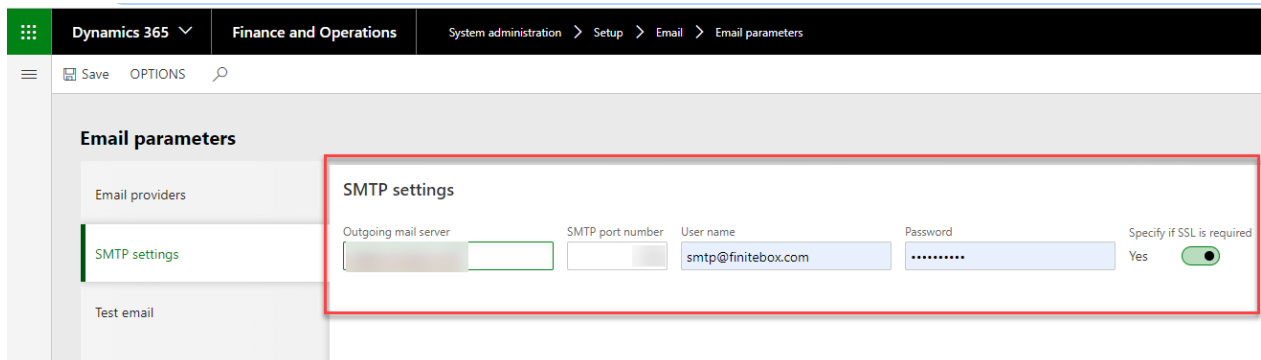 Dynamics 365 Finance and Operations System administration > Setup > Email > Email parameters
Save OPTIONS
Email parameters
Email providers
SMTP settings
Test email
SMTP settings
Outgoing mail server SMTP port number User name Password Specify if SSL is required
smtp@finitebox.com •••••••••• Yes